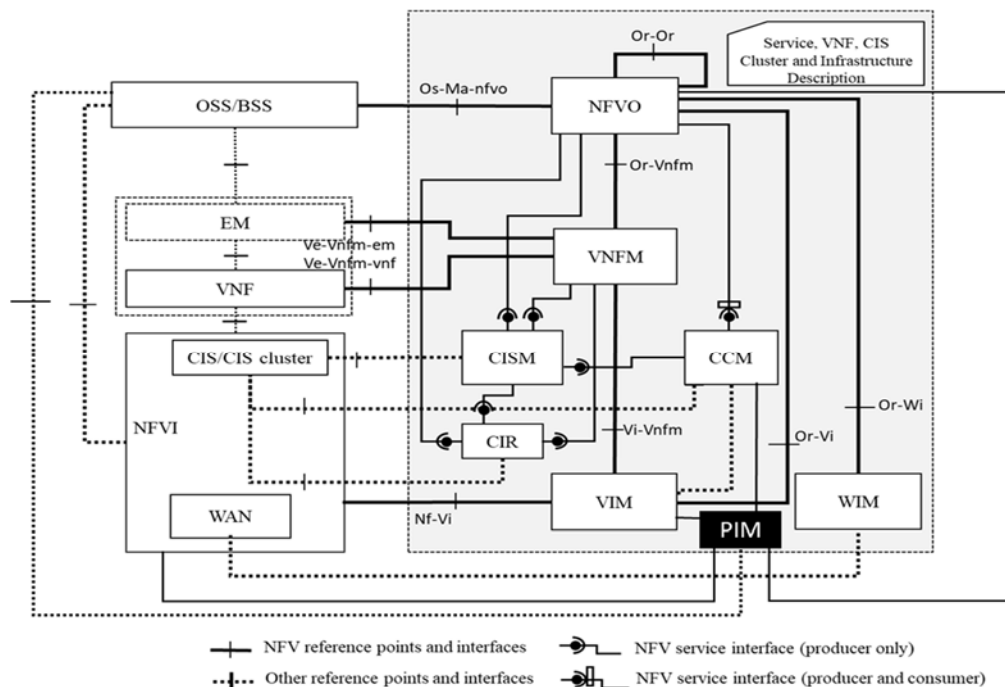 Or-Or
Service, VNF, CIS
Cluster and Infrastructure
Description
OSS/BSS
Os-Ma-nfvo
NFVO
Or-Vnfm
EM
Ve-Vnfm-em
Ve-Vnfm-vnf
VNFM
VNF
CIS/CIS cluster
CISM
CCM
NFVI
Or-Wi
CIR
Vi-Vnfm
Or-Vi
WAN
Nf-Vi
VIM
PIM
WIM
NFV reference points and interfaces
NFV service interface (producer only)
Other reference points and interfaces
NFV service interface (producer and consumer)